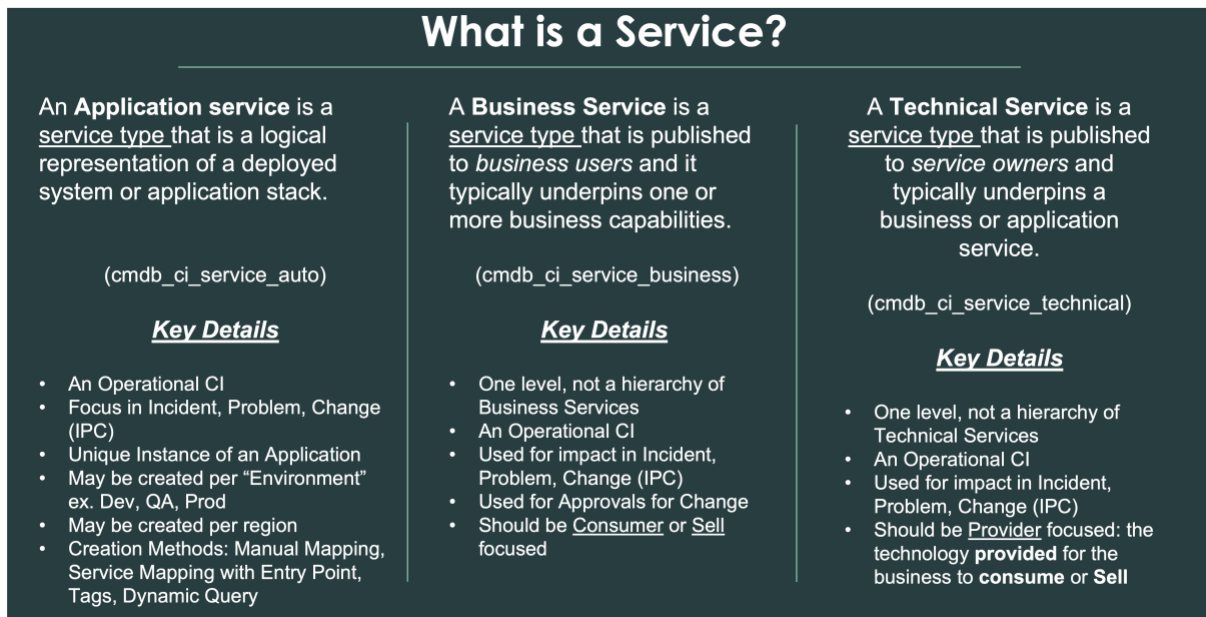 What is a Service?
An Application service is a
service type that is a logical
representation of a deployed
system or application stack.
(cmdb_ci_service_auto)
Key Details
• An Operational CI
• Focus in Incident, Problem, Change
(IPC)
• Unique Instance of an Application
• May be created per “Environment”
ex. Dev, QA, Prod
• May be created per region
• Creation Methods: Manual Mapping,
Service Mapping with Entry Point,
Tags, Dynamic Query
A Business Service is a
service type that is published
to business users and it
typically underpins one or
more business capabilities.
(cmdb_ci_service_business)
Key Details
• One level, not a hierarchy of
Business Services
• An Operational CI
• Used for impact in Incident,
Problem, Change (IPC)
• Used for Approvals for Change
• Should be Consumer or Sell
focused
A Technical Service is a
service type that is published
to service owners and
typically underpins a
business or application
service.
(cmdb_ci_service_technical)
Key Details
• One level, not a hierarchy of
Technical Services
• An Operational CI
• Used for impact in Incident,
Problem, Change (IPC)
• Should be Provider focused: the
technology provided for the
business to consume or Sell